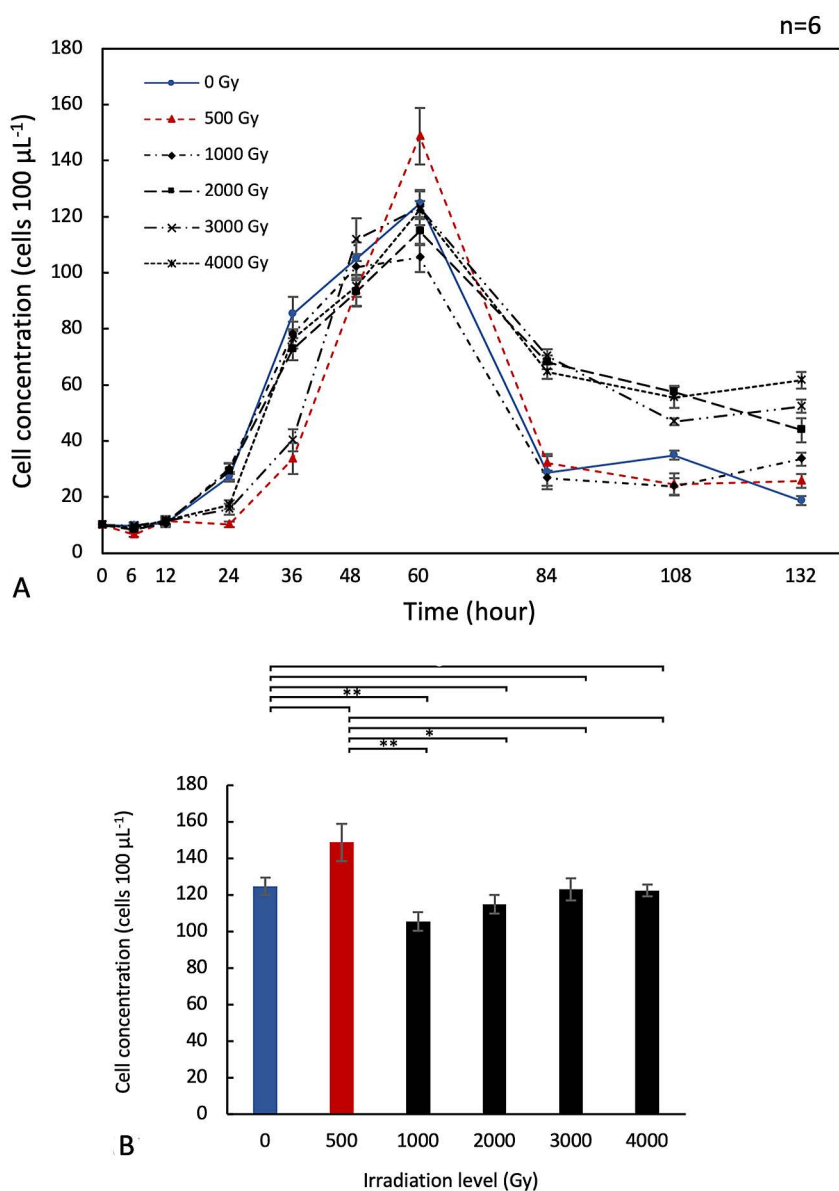 n=6
180
160
140
120
100
80
60
40
20
0
Cell concentration (cells 100 µL-1)
0 Gy
500 Gy
1000 Gy
2000 Gy
3000 Gy
4000 Gy
0 6 12 24 36 48 60 84 108 132
A
Time (hour)
**
*
**
180
160
140
120
100
80
60
40
20
0
Cell concentration (cells 100 µL-1)
0 500 1000 2000 3000 4000
B
Irradiation level (Gy)